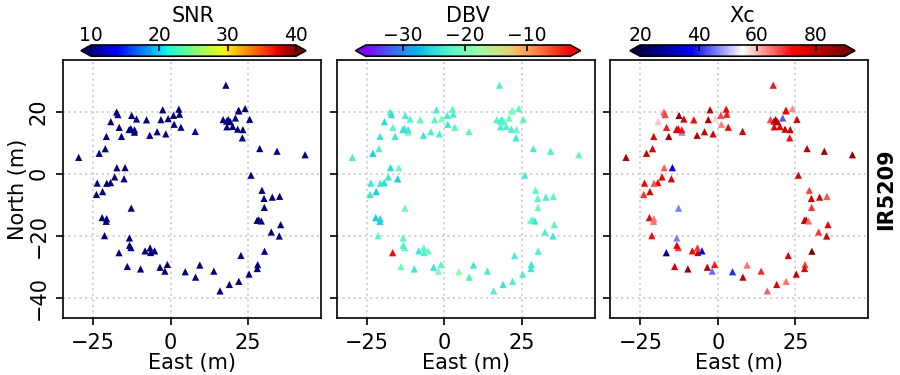 SNR DBV Xc
10 20 30 40 −30 −20 −10 20 40 60 80
20
0
−20
−40
North (m)
IR5209
−25 0 25 −25 0 25 −25 0 25
East (m) East (m) East (m)